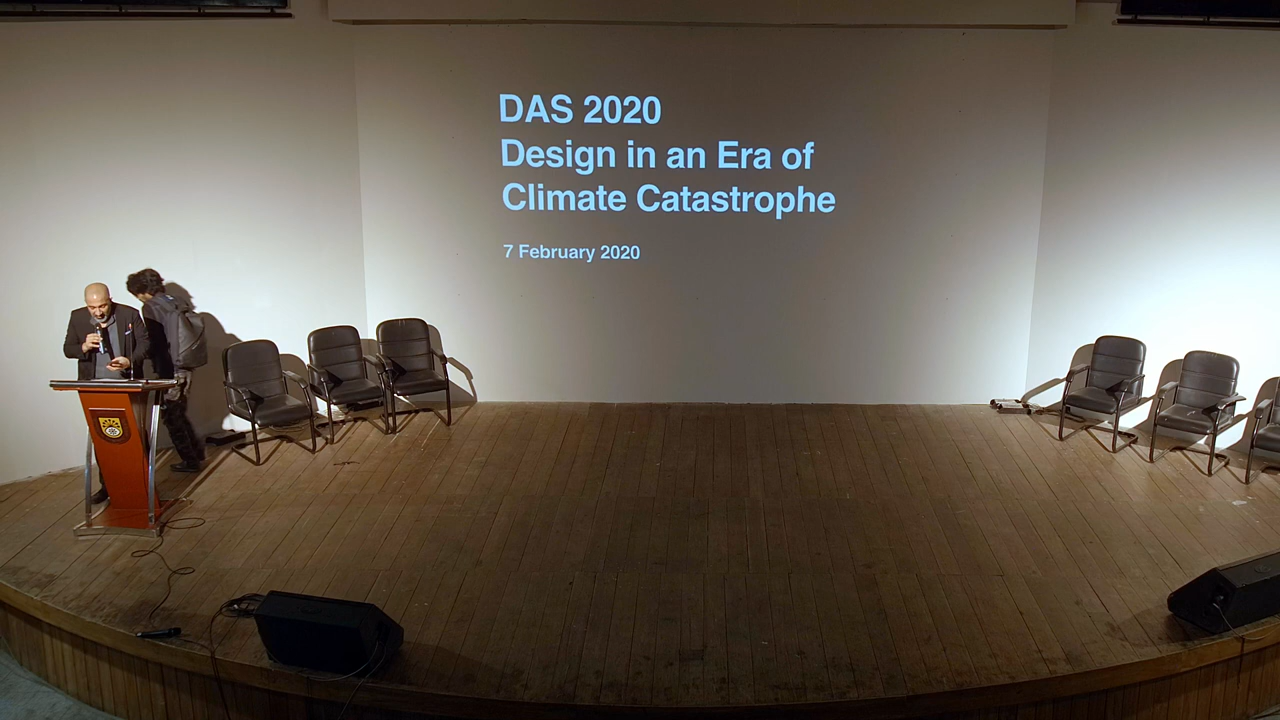 DAS 2020
Design in an Era of
Climate Catastrophe
7 February 2020